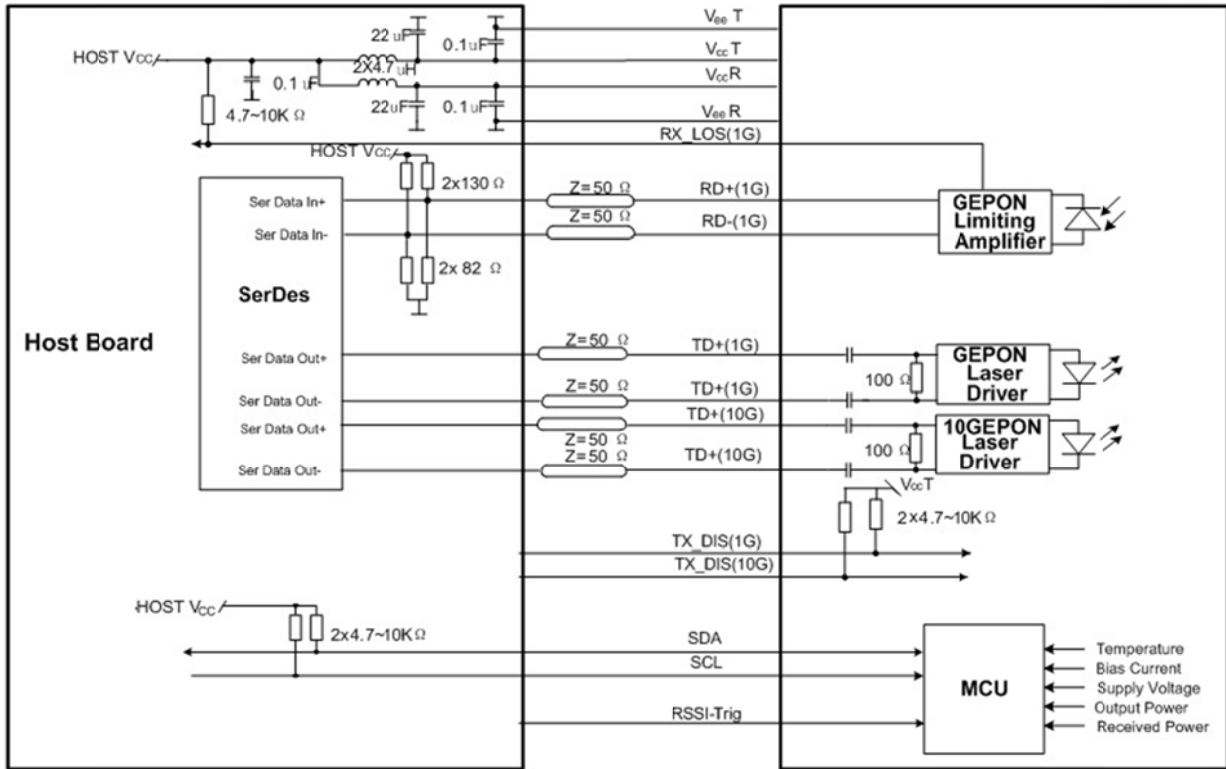 Vee T
22 uF
0.1uF
HOST Vcc
VccT
2X4.7 uH
VccR
0.1 uF
22uF
0.1uF
4.7~10K Ω
Vee R
RX_LOS(1G)
HOST Vcc
2x130 Ω
Z=50 Ω
RD+(1G)
Ser Data In+
Z=50 Ω
RD-(1G)
Ser Data In-
GEPON
Limiting
Amplifier
2x 82 Ω
SerDes
Host Board
Z=50 Ω
TD+(1G)
Ser Data Out+
100 Ω
GEPON
Laser
Driver
Z=50 Ω
TD+(1G)
Ser Data Out-
TD+(10G)
Ser Data Out+
Z=50 Ω
Z=50 Ω
TD+(10G)
Ser Data Out-
100 Ω
10GEPON
Laser
Driver
VccT
2x4.7~10KΩ
TX_DIS(1G)
TX_DIS(10G)
HOST Vcc
2x4.7~10KΩ
SDA
SCL
RSSI-Trig
MCU
Temperature
Bias Current
Supply Voltage
Output Power
Received Power